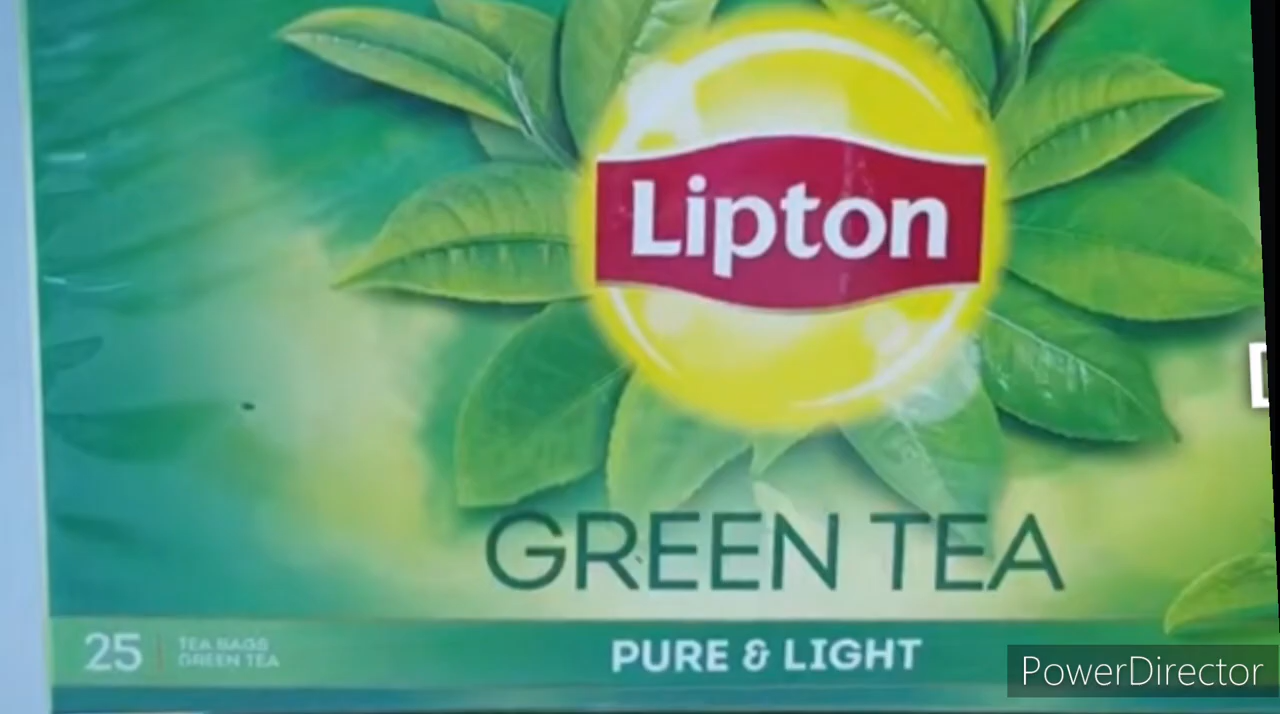 Lipton
GREEN TEA
25
TEA BAGS
GREEN TEA
PURE & LIGHT
PowerDirector